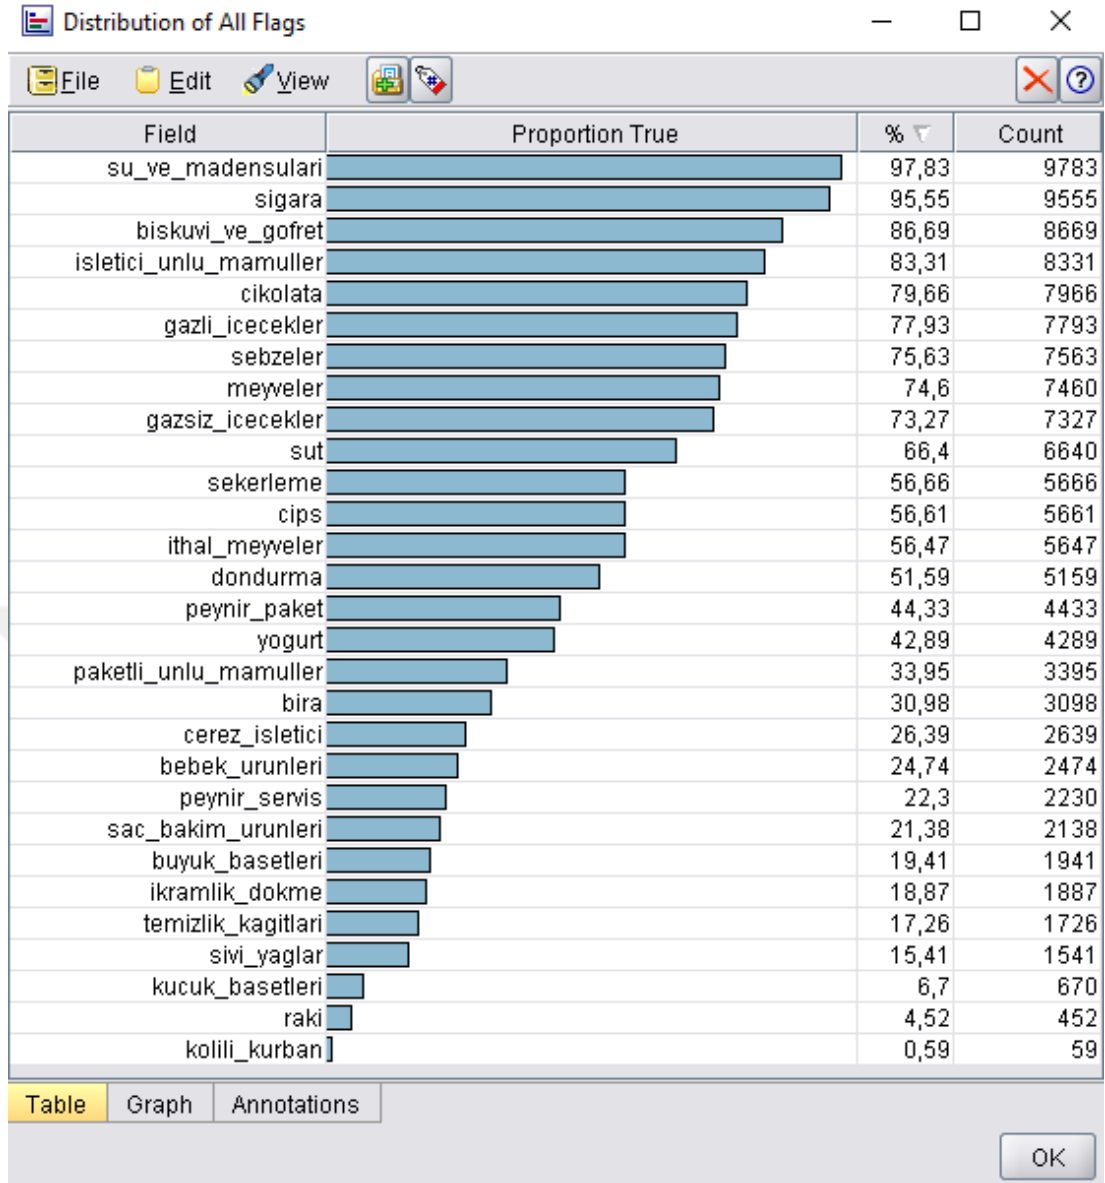 Distribution of All Flags
File Edit View
Field Proportion True % Count
su_ve_madensulari 97,83 9783
sigara 95,55 9555
biskuvi_ve_gofret 86,69 8669
isletici_unlu_mamuller 83,31 8331
cikolata 79,66 7966
gazli_icecekler 77,93 7793
sebzeler 75,63 7563
meyveler 74,6 7460
gazsiz_icecekler 73,27 7327
sut 66,4 6640
sekerleme 56,66 5666
cips 56,61 5661
ithal_meyveler 56,47 5647
dondurma 51,59 5159
peynir_paket 44,33 4433
yogurt 42,89 4289
paketli_unlu_mamuller 33,95 3395
bira 30,98 3098
cerez_isletici 26,39 2639
bebek_urunleri 24,74 2474
peynir_servis 22,3 2230
sac_bakim_urunleri 21,38 2138
buyuk_basetleri 19,41 1941
ikramlik_dokme 18,87 1887
temizlik_kagitlari 17,26 1726
sivi_yaglar 15,41 1541
kucuk_basetleri 6,7 670
raki 4,52 452
kolili_kurban 0,59 59
Table Graph Annotations
OK